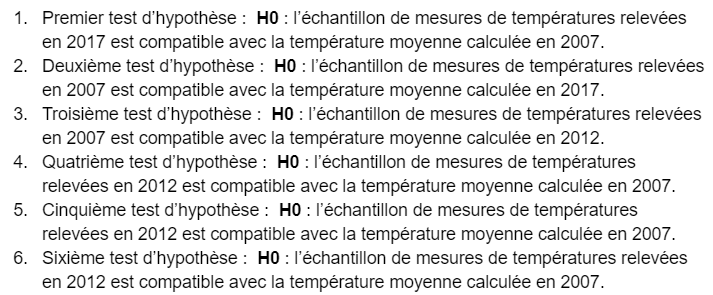 1. Premier test d’hypothèse : H0 : l’échantillon de mesures de températures relevées
en 2017 est compatible avec la température moyenne calculée en 2007.
2. Deuxième test d’hypothèse : H0 : l’échantillon de mesures de températures relevées
en 2007 est compatible avec la température moyenne calculée en 2017.
3. Troisième test d’hypothèse : H0 : l’échantillon de mesures de températures relevées
en 2007 est compatible avec la température moyenne calculée en 2012.
4. Quatrième test d’hypothèse : H0 : l’échantillon de mesures de températures
relevées en 2012 est compatible avec la température moyenne calculée en 2007.
5. Cinquième test d’hypothèse : H0 : l’échantillon de mesures de températures
relevées en 2012 est compatible avec la température moyenne calculée en 2007.
6. Sixième test d’hypothèse : H0 : l’échantillon de mesures de températures relevées
en 2012 est compatible avec la température moyenne calculée en 2007.